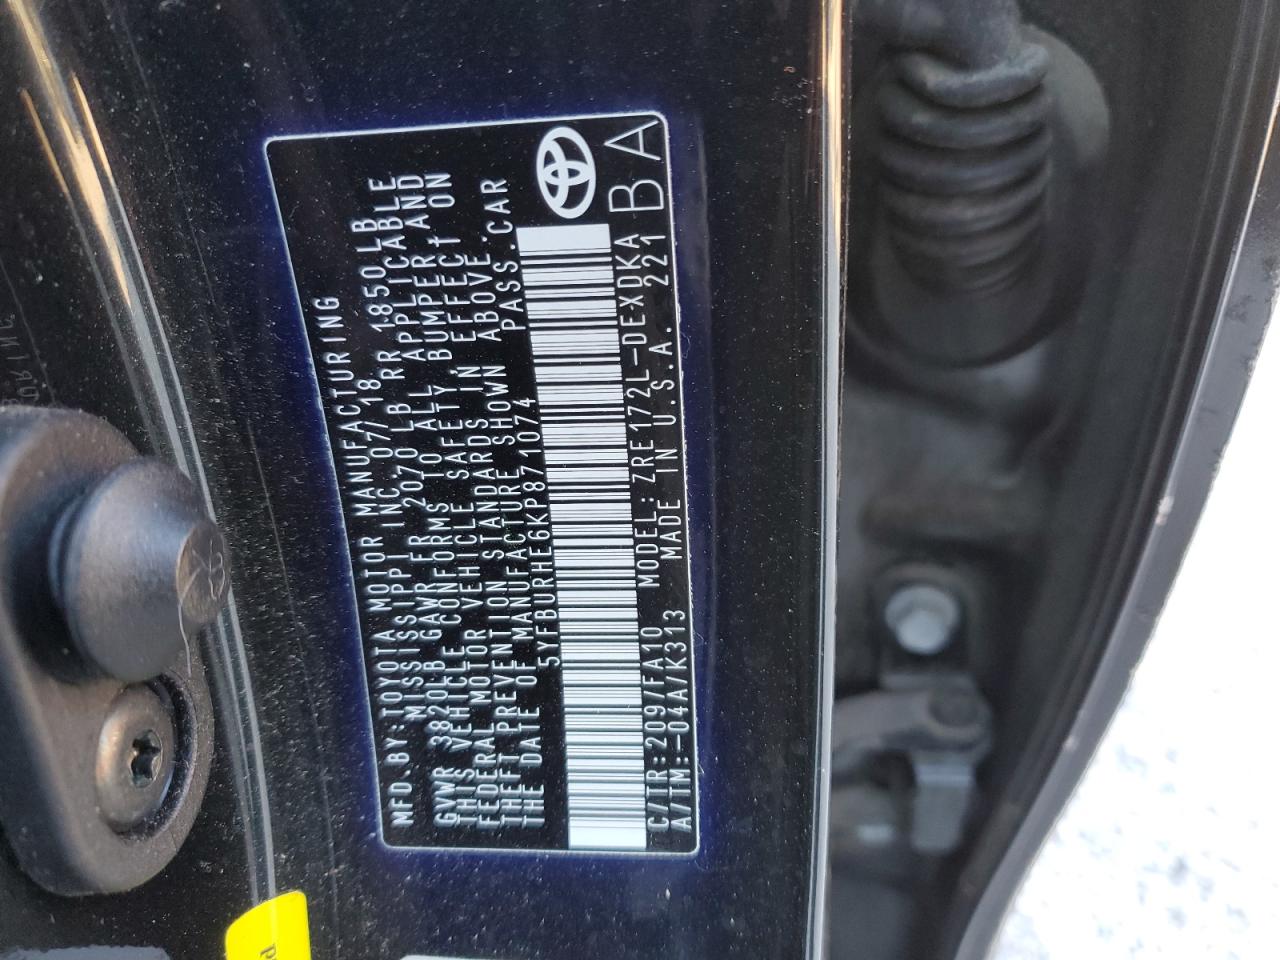 MFD.BY:TOYOTA MOTOR MANUFACTURING
MISSISSIPPI INC. 07/18
GVWR 3820LB GAWR FR 2070 LB RR 1850LB
THIS VEHICLE CONFORMS TO ALL APPLICABLE
FEDERAL MOTOR VEHICLE SAFETY, BUMPER, AND
THEFT PREVENTION STANDARDS IN EFFECT ON
THE DATE OF MANUFACTURE SHOWN ABOVE.
5YFBURHE6KP871074 PASS.CAR
C/TR:209/FA10 MODEL:ZRE172L-DEXDKA
A/TM:-04A/K313 MADE IN U.S.A. 221
BA